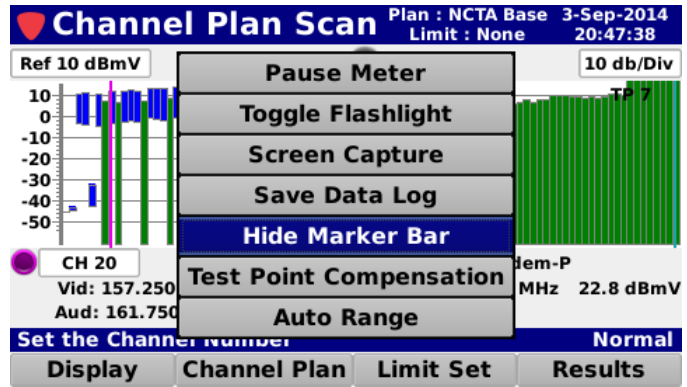 Channel Plan Scan
Plan : NCTA Base 3-Sep-2014
Limit : None 20:47:38
Ref 10 dBmV
10 db/Div
TP 7
10
0
-10
-20
-30
-40
-50
Pause Meter
Toggle Flashlight
Screen Capture
Save Data Log
Hide Marker Bar
Test Point Compensation
Auto Range
CH 20
Vid: 157.250
MHz 22.8 dBmV
Aud: 161.750
Set the Channel Number
Normal
Display
Channel Plan
Limit Set
Results